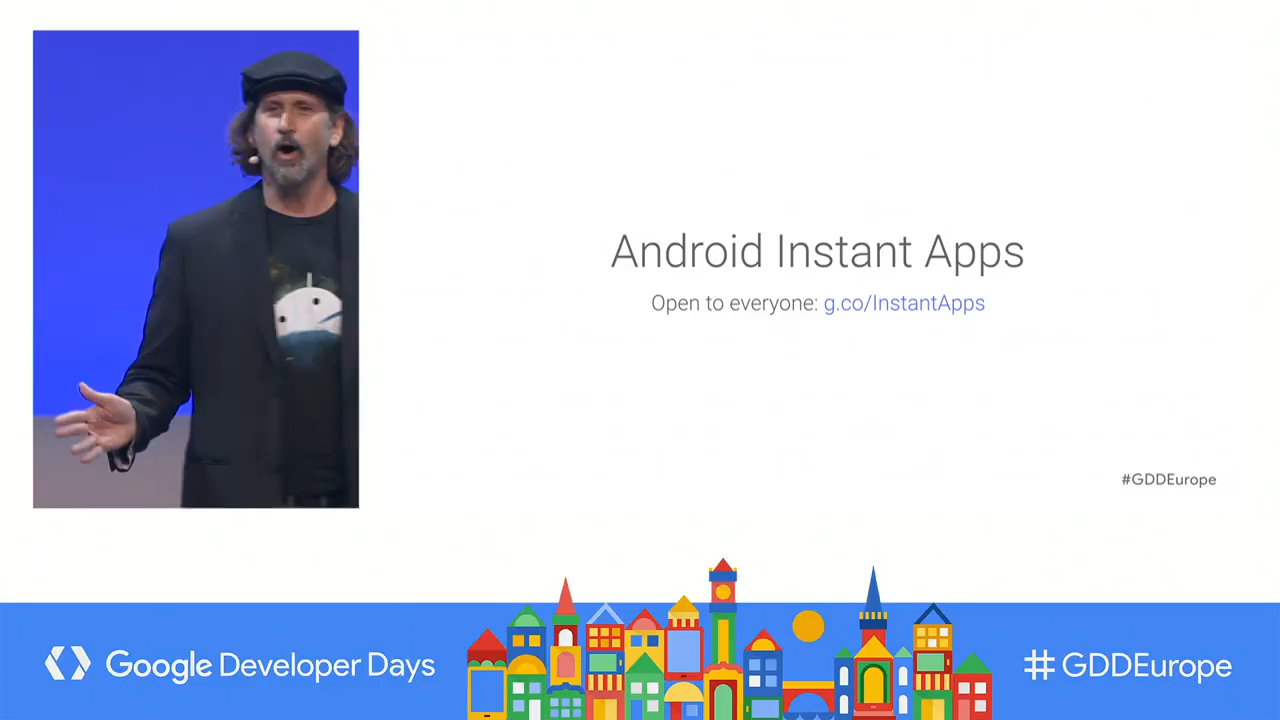 Android Instant Apps
Open to everyone: g.co/InstantApps
#GDDEurope
Google Developer Days
#GDDEurope